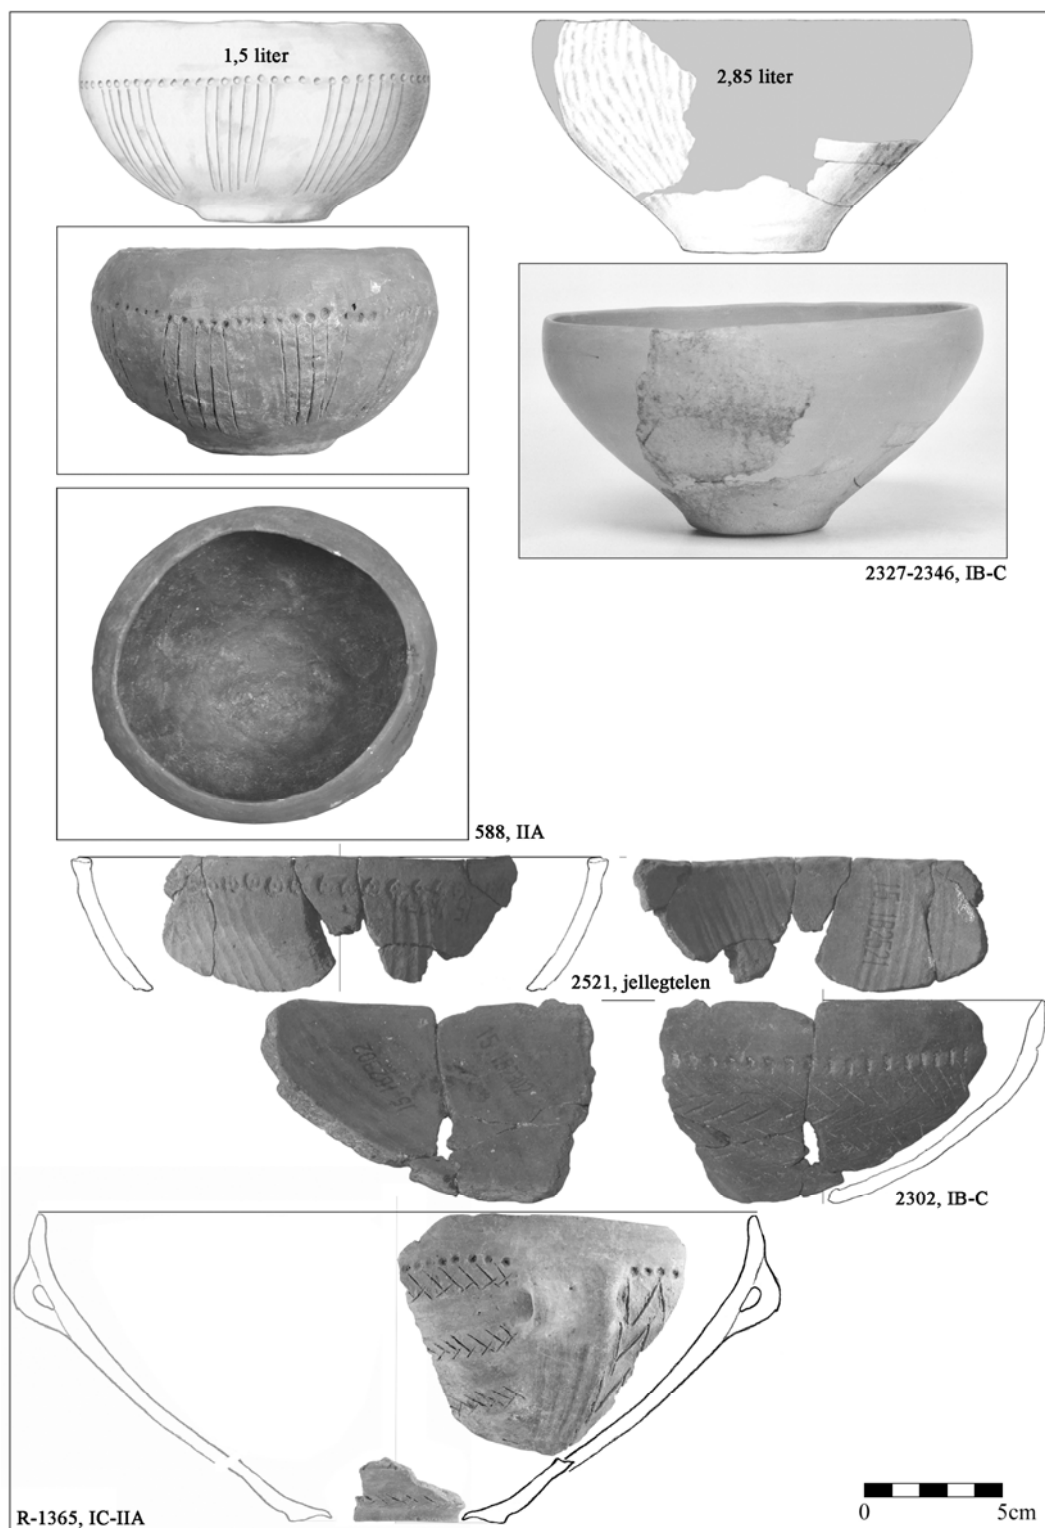 1,5 liter
2,85 liter
2327-2346, IB-C
588, IIA
2521, jellegtelen
2302, IB-C
R-1365, IC-IIA
0 5cm